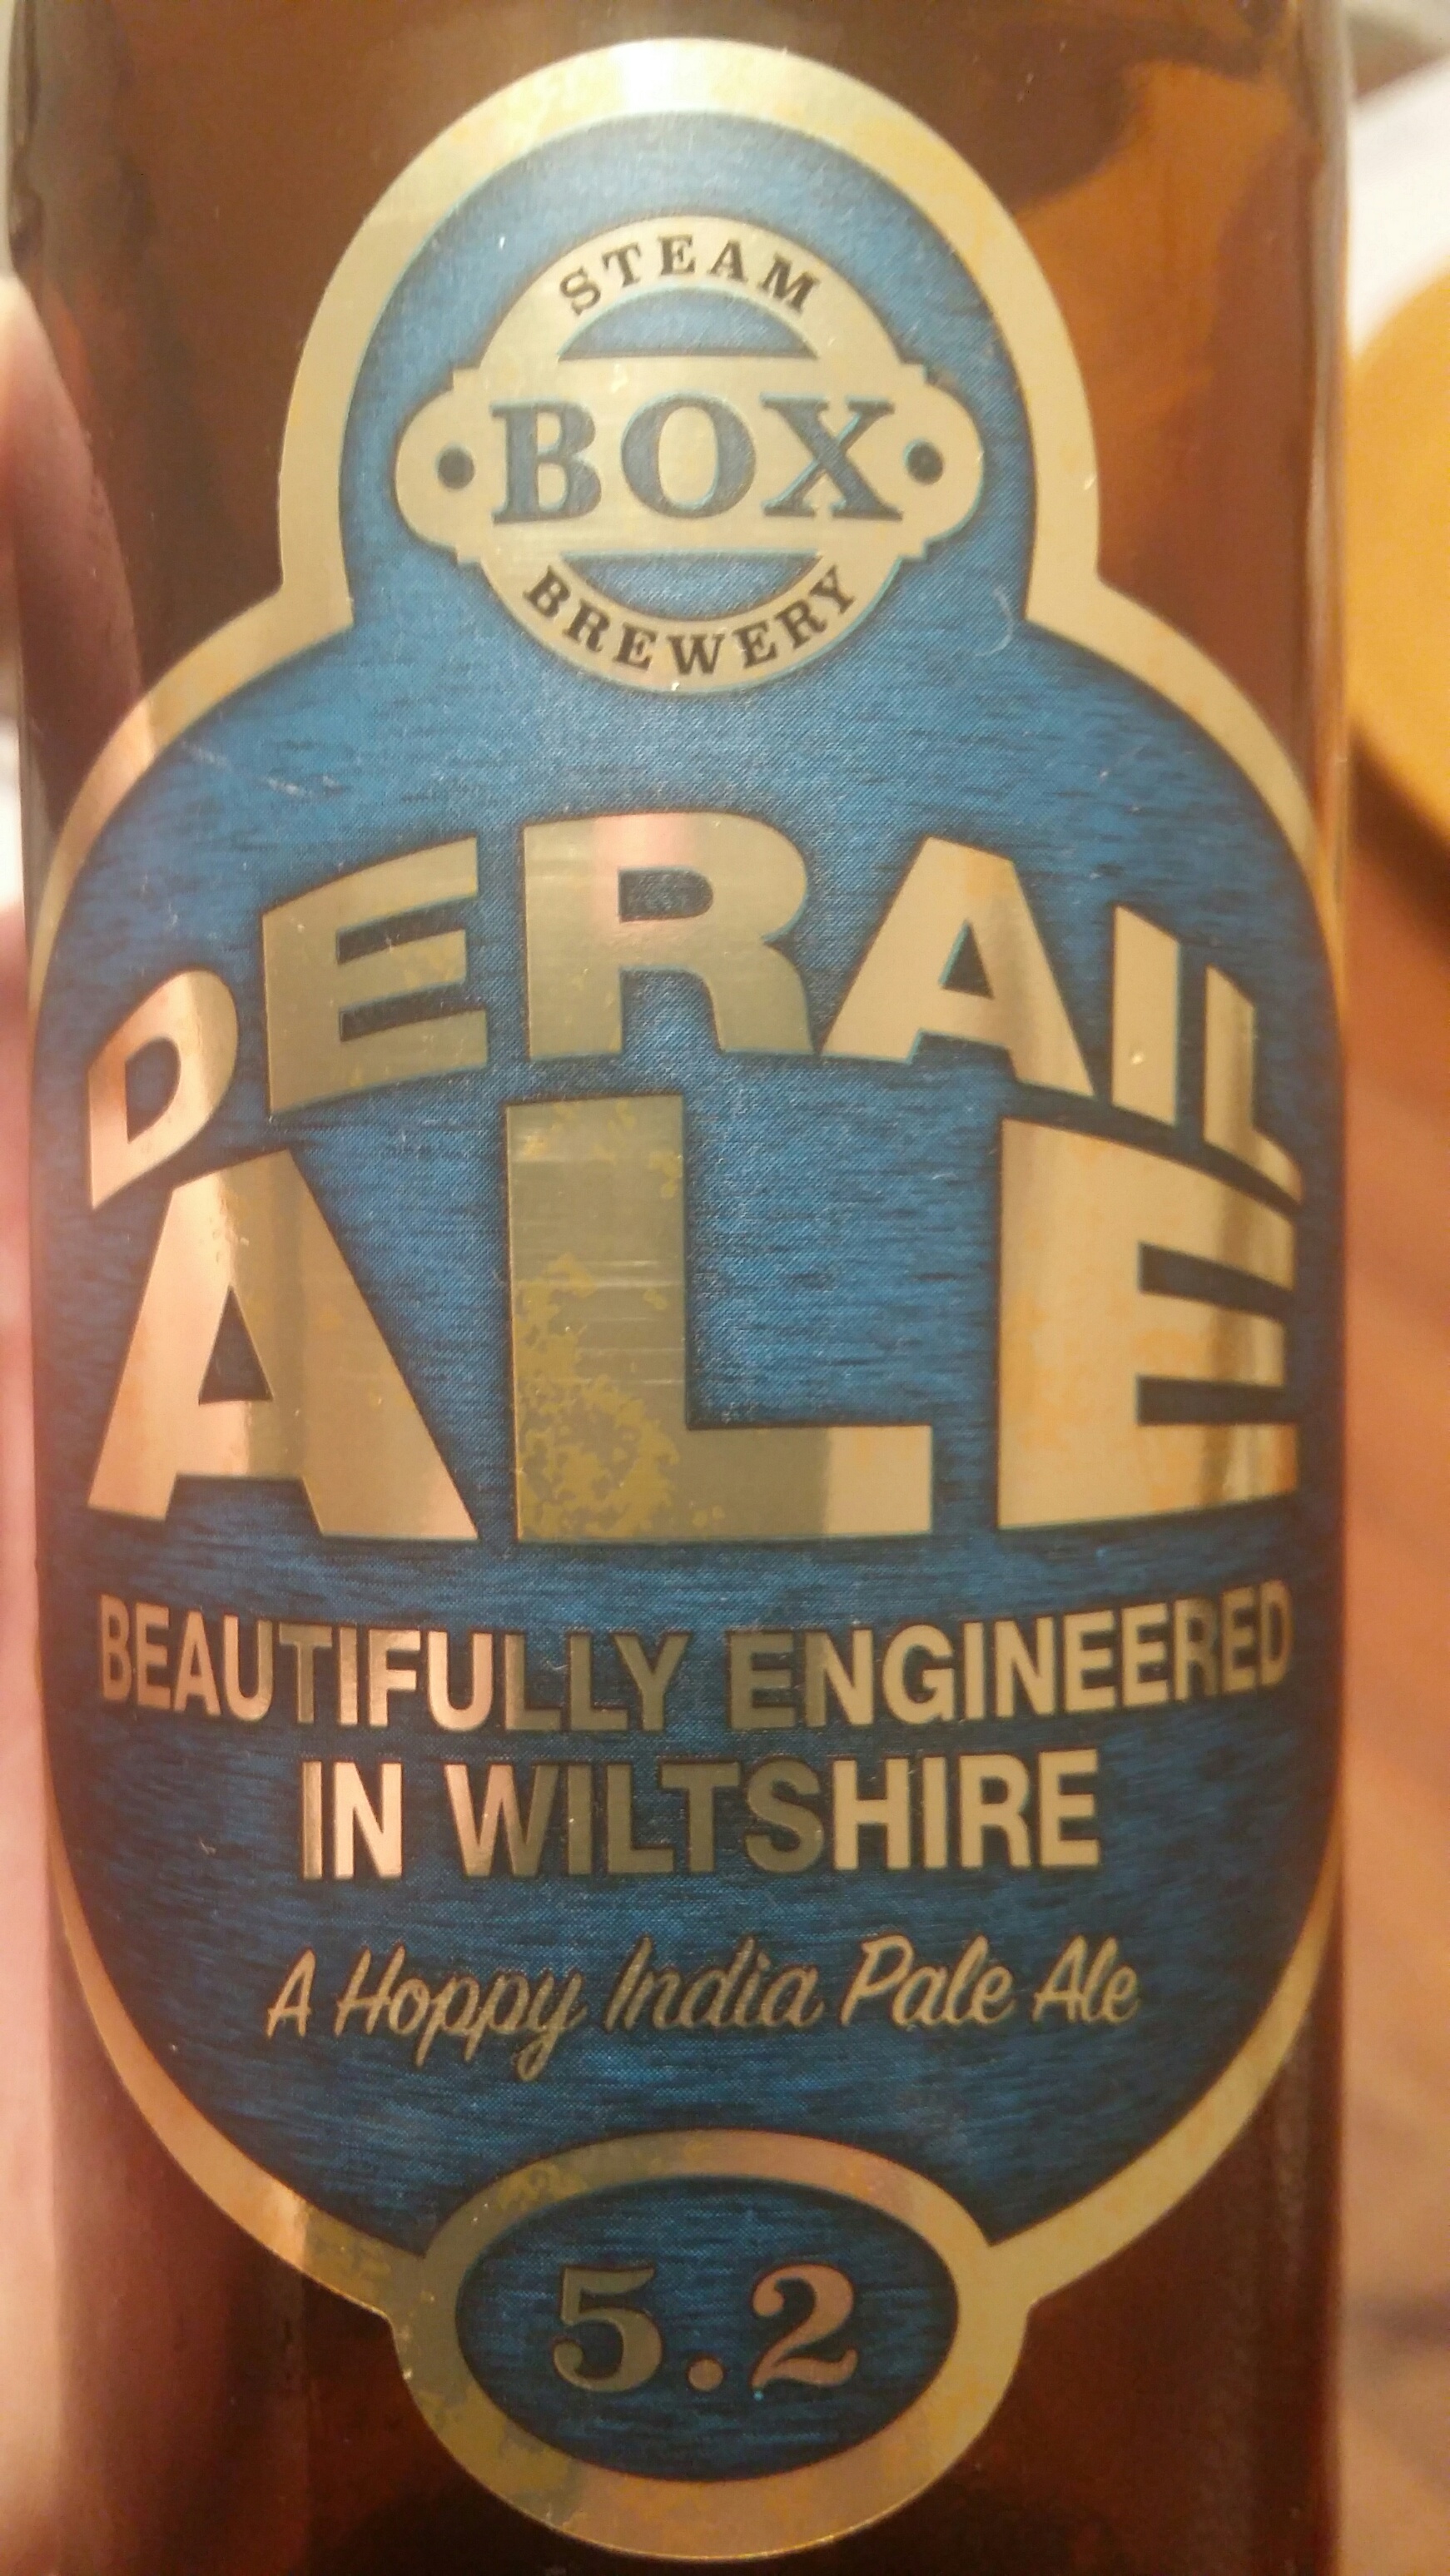 STEAM
BOX
BREWERY
DERAIL
ALE
BEAUTIFULLY ENGINEERED
IN WILTSHIRE
A Hoppy India Pale Ale
5.2